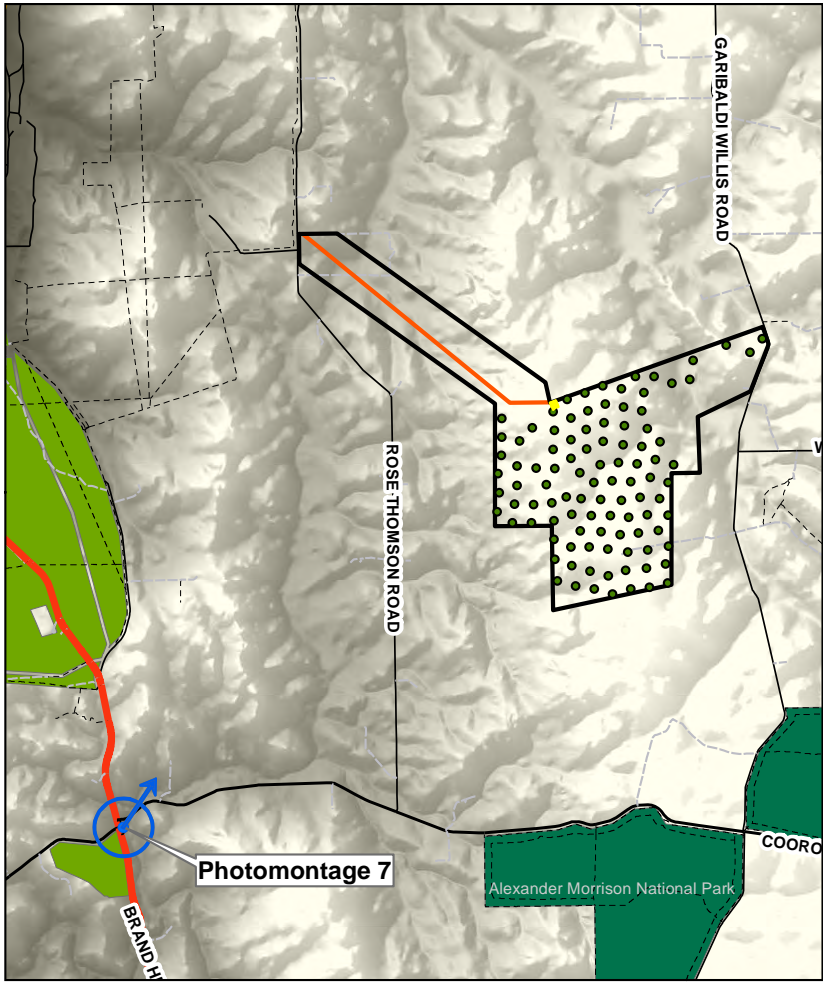 GARIBALDI WILLIS ROAD
W
ROSE THOMSON ROAD
COORO
Photomontage 7
Alexander Morrison National Park
BRAND H